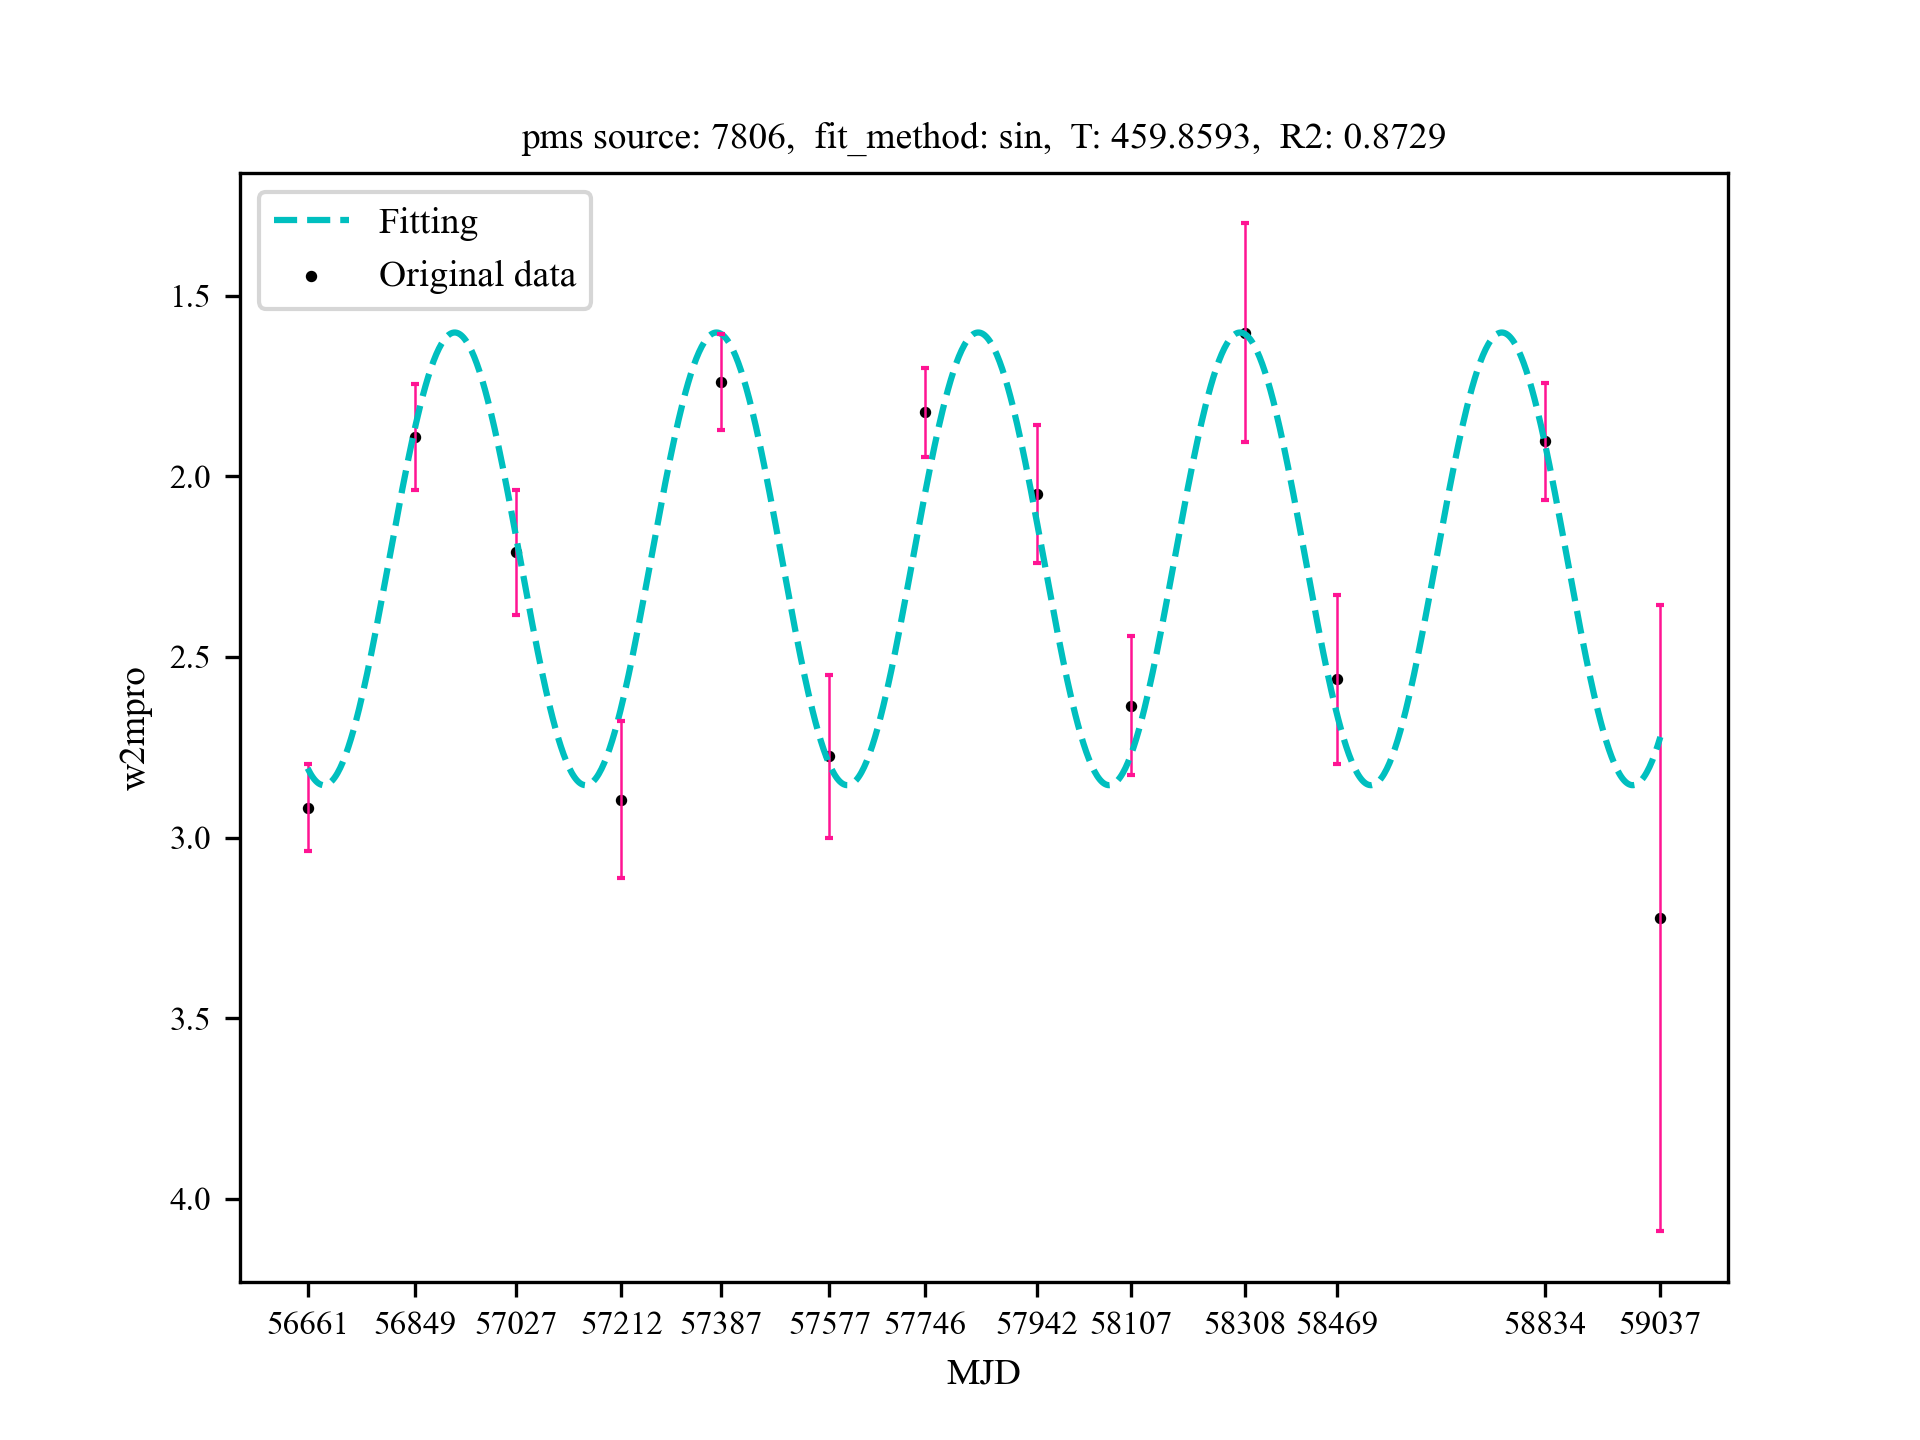 pms source: 7806,  fit_method: sin,  T: 459.8593,  R2: 0.8729
Fitting
Original data
1.5
2.0
2.5
3.0
3.5
4.0
w2mpro
56661 56849 57027 57212 57387 57577 57746 57942 58107 58308 58469 58834 59037
MJD